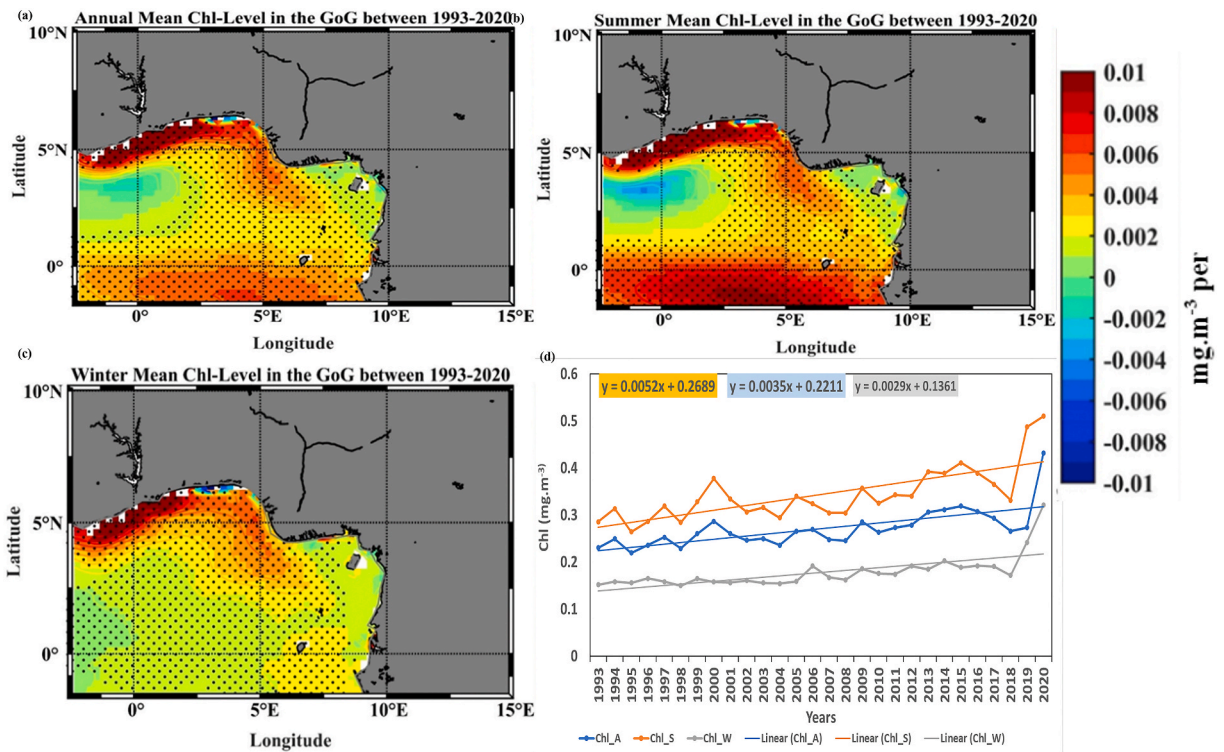 (a)
Annual Mean Chl-Level in the GoG between 1993-2020
10°N
5°N
0°
Latitude
0°
5°E
10°E
15°E
Longitude
(b)
Summer Mean Chl-Level in the GoG between 1993-2020
10°N
5°N
0°
Latitude
0°
5°E
10°E
15°E
Longitude
0.01
0.008
0.006
0.004
0.002
0
-0.002
-0.004
-0.006
-0.008
-0.01
mg.m⁻³ per
(c)
Winter Mean Chl-Level in the GoG between 1993-2020
10°N
5°N
0°
Latitude
0°
5°E
10°E
15°E
Longitude
(d)
y = 0.0052x + 0.2689
y = 0.0035x + 0.2211
y = 0.0029x + 0.1361
0.6
0.5
0.4
0.3
0.2
0.1
0
Chl (mg.m⁻³)
1993
1994
1995
1996
1997
1998
1999
2000
2001
2002
2003
2004
2005
2006
2007
2008
2009
2010
2011
2012
2013
2014
2015
2016
2017
2018
2019
2020
Years
Chl_A Chl_S Chl_W Linear (Chl_A) Linear (Chl_S) Linear (Chl_W)